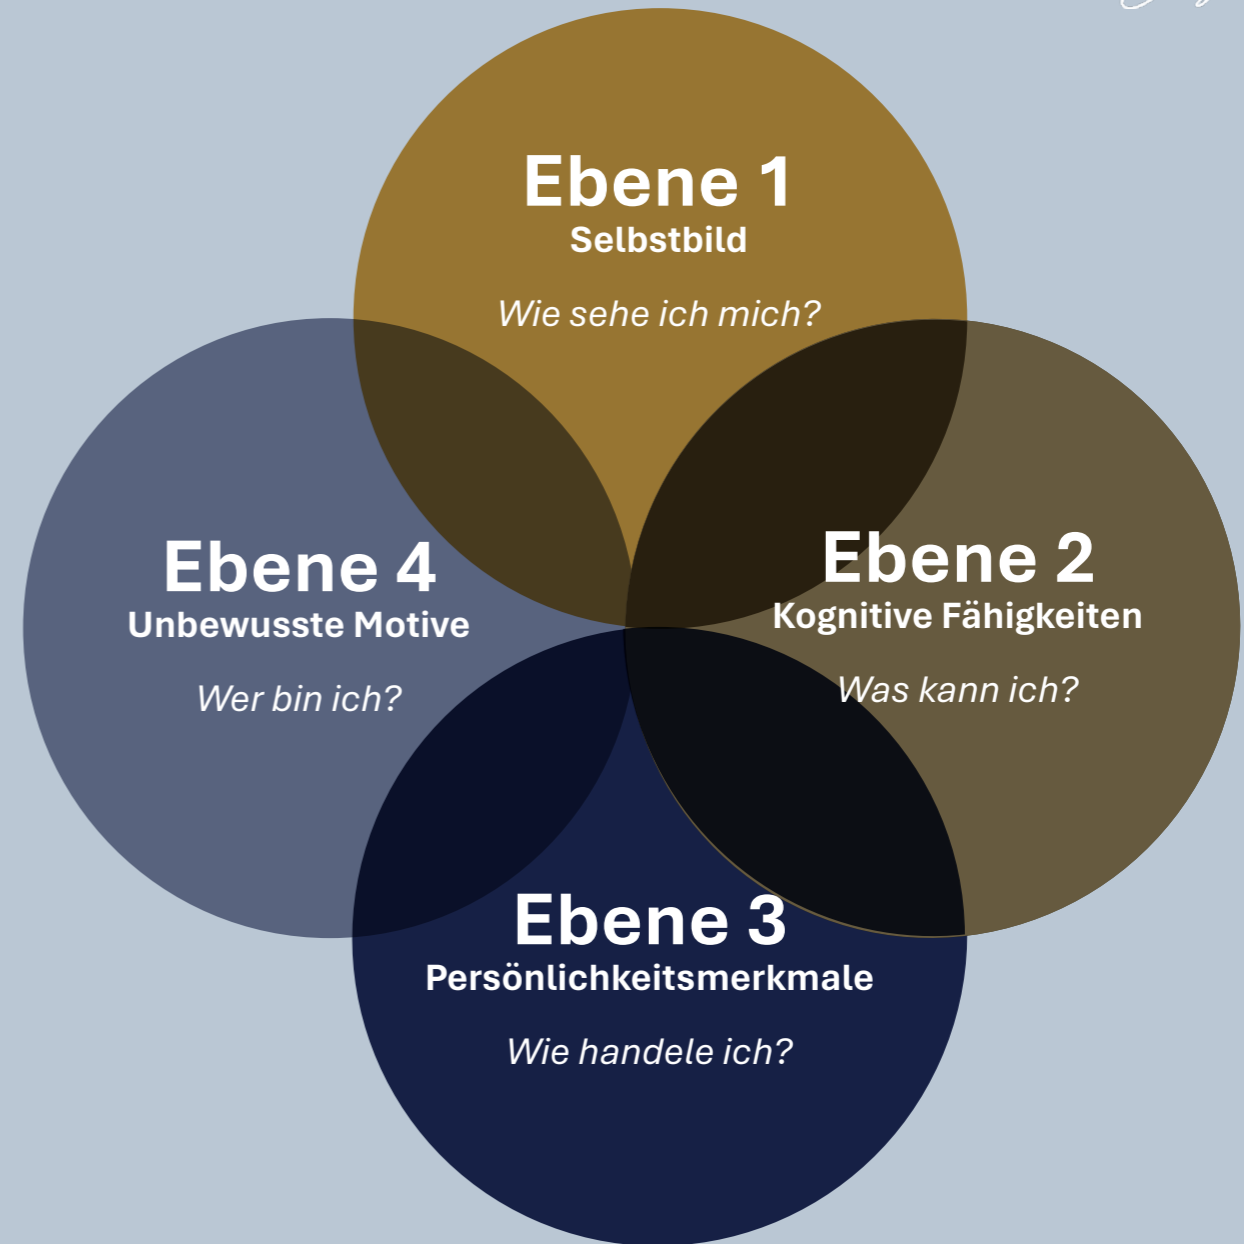 Ebene 1
Selbstbild
Wie sehe ich mich?
Ebene 2
Kognitive Fähigkeiten
Was kann ich?
Ebene 4
Unbewusste Motive
Wer bin ich?
Ebene 3
Persönlichkeitsmerkmale
Wie handele ich?